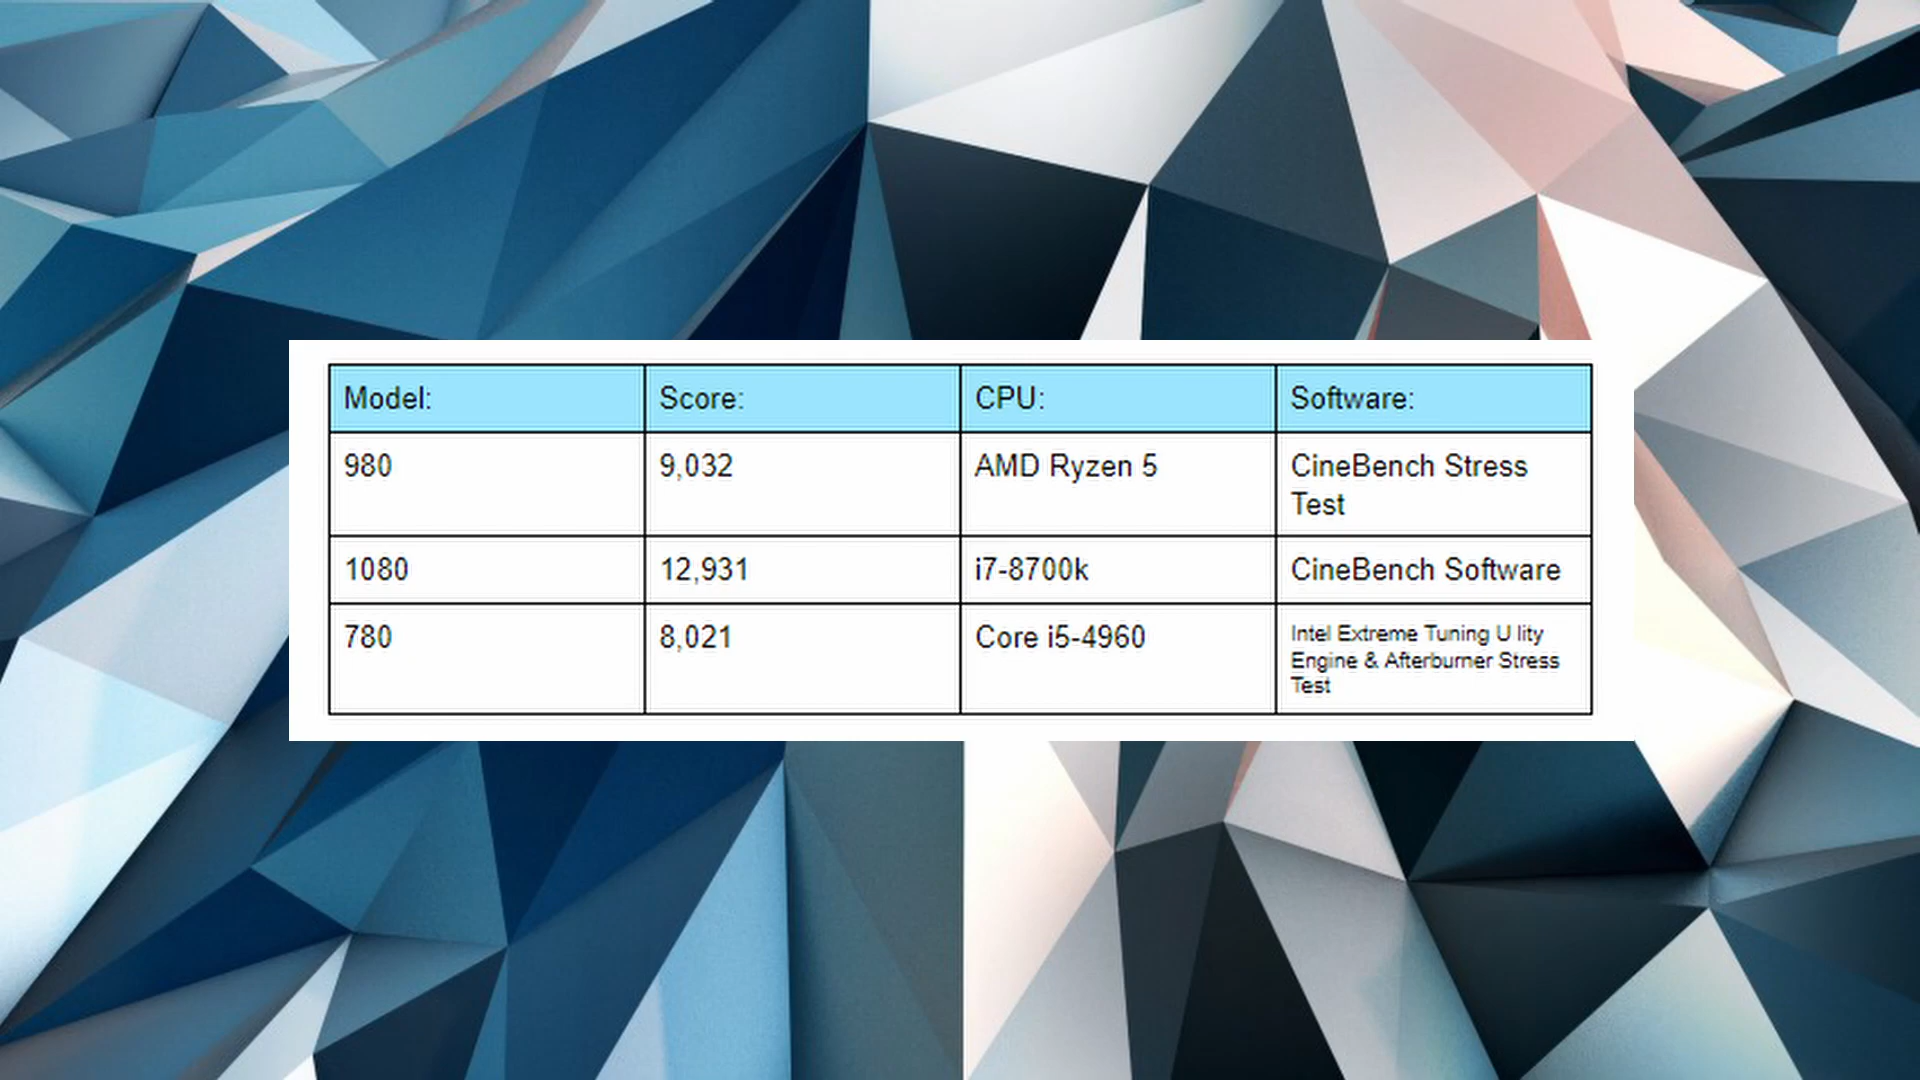 Model: Score: CPU: Software:
980 9,032 AMD Ryzen 5 CineBench Stress
Test
1080 12,931 i7-8700k CineBench Software
780 8,021 Core i5-4960 Intel Extreme Tuning U lity
Engine & Afterburner Stress
Test